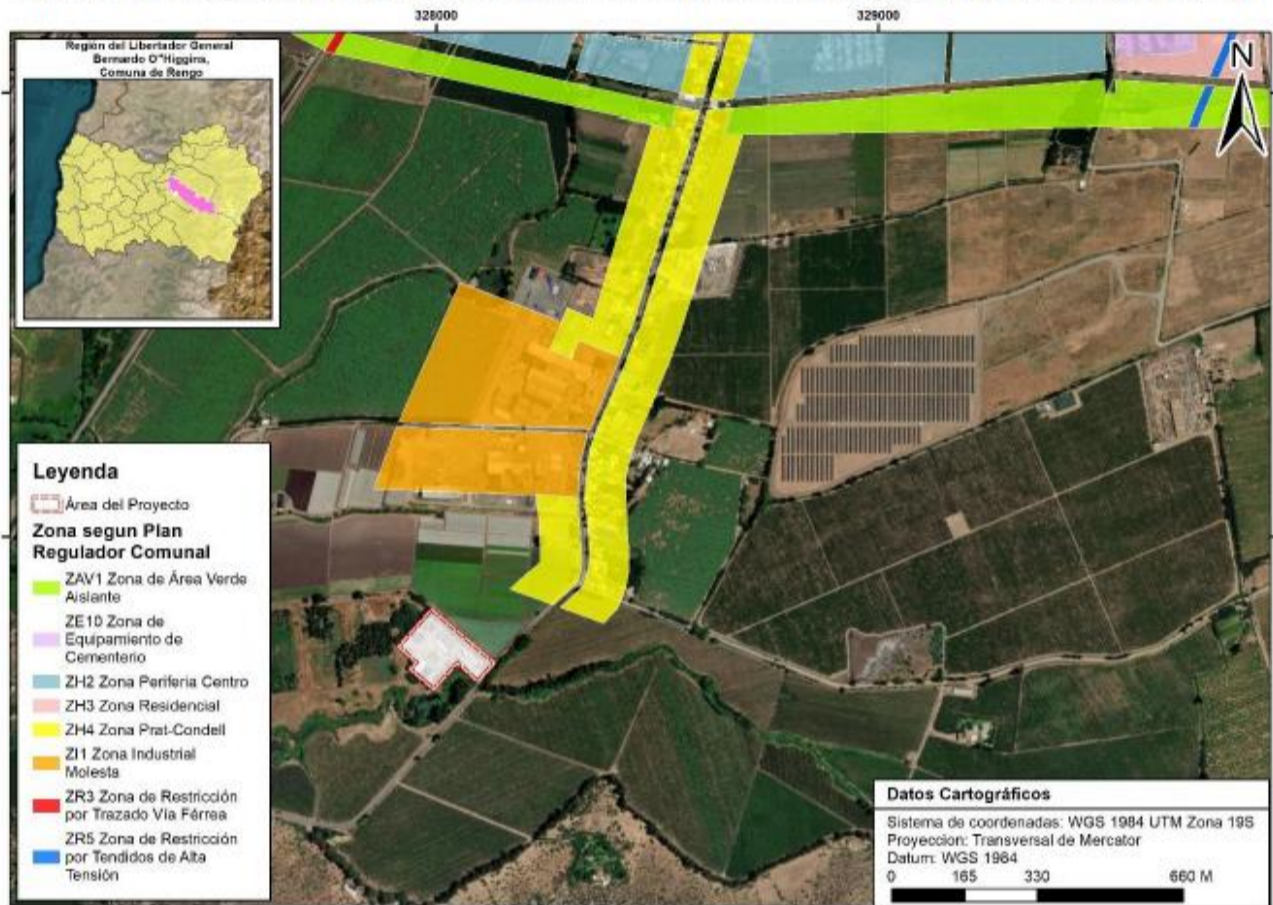 328000
329000
Región del Libertador General
Bernardo O"Higgins,
Comuna de Rengo
N
Leyenda
Área del Proyecto
Zona segun Plan
Regulador Comunal
ZAV1 Zona de Área Verde
Aislante
ZE10 Zona de
Equipamiento de
Cementerio
ZH2 Zona Periferia Centro
ZH3 Zona Residencial
ZH4 Zona Prat-Condell
ZI1 Zona Industrial
Molesta
ZR3 Zona de Restricción
por Trazado Vía Férrea
ZR5 Zona de Restricción
por Tendidos de Alta
Tensión
Datos Cartográficos
Sistema de coordenadas: WGS 1984 UTM Zona 19S
Proyeccion: Transversal de Mercator
Datum: WGS 1984
0 165 330 660 M